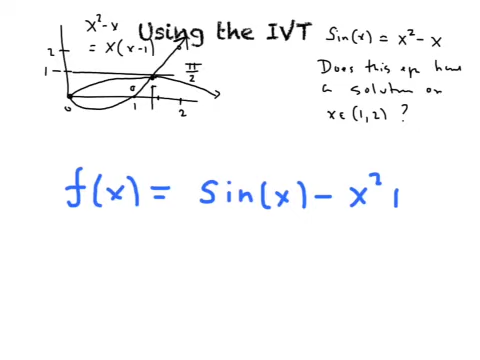 Using the IVT
x² - x
= x(x-1)
2
1
π/2
0
1
2
Sin(x) = x² - x
Does this eqn have
a solution on
x ∈ (1, 2) ?
f(x) = Sin(x) - x²